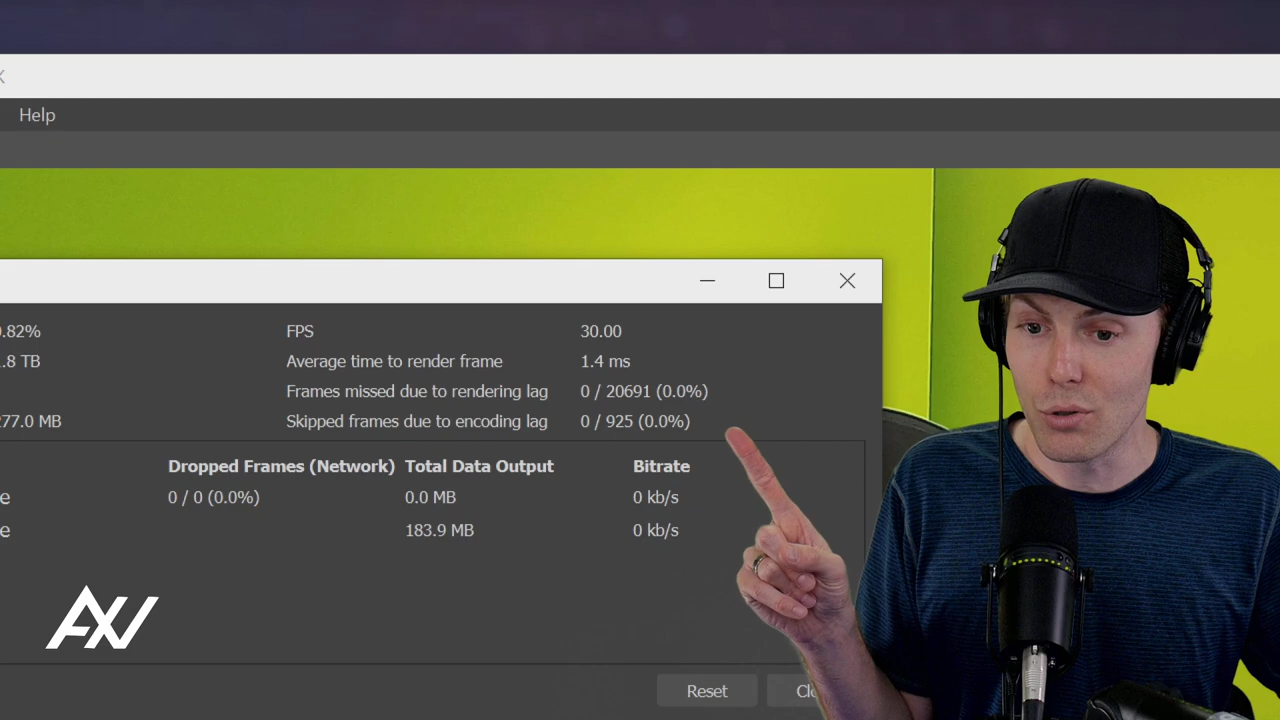 Help
.82%
FPS
30.00
.8 TB
Average time to render frame
1.4 ms
Frames missed due to rendering lag
0 / 20691 (0.0%)
277.0 MB
Skipped frames due to encoding lag
0 / 925 (0.0%)
Dropped Frames (Network)
Total Data Output
Bitrate
e
0 / 0 (0.0%)
0.0 MB
0 kb/s
e
183.9 MB
0 kb/s
Reset